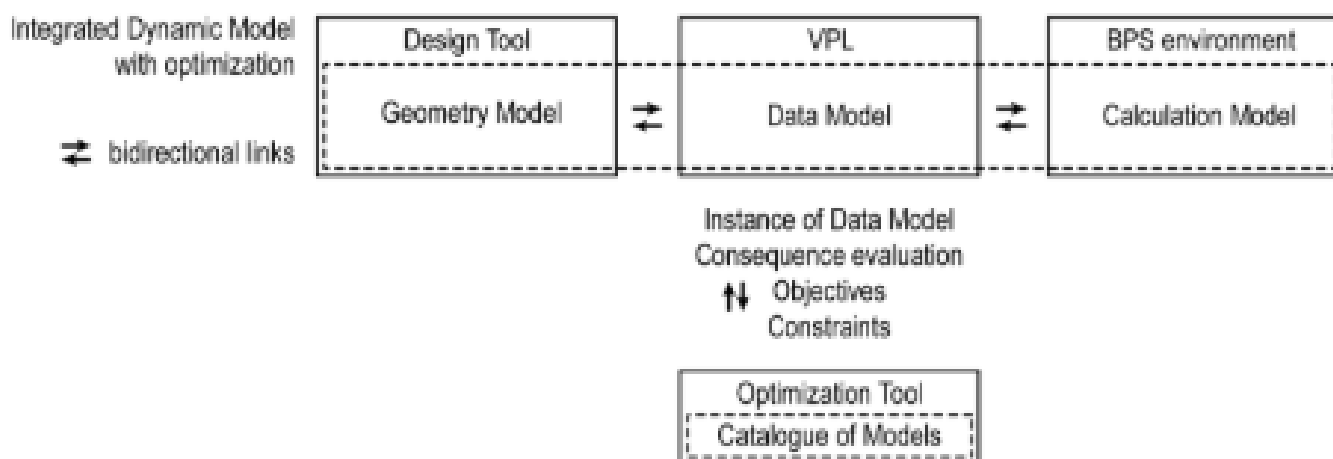 Integrated Dynamic Model
with optimization
bidirectional links
Design Tool
Geometry Model
VPL
Data Model
BPS environment
Calculation Model
Instance of Data Model
Consequence evaluation
Objectives
Constraints
Optimization Tool
Catalogue of Models